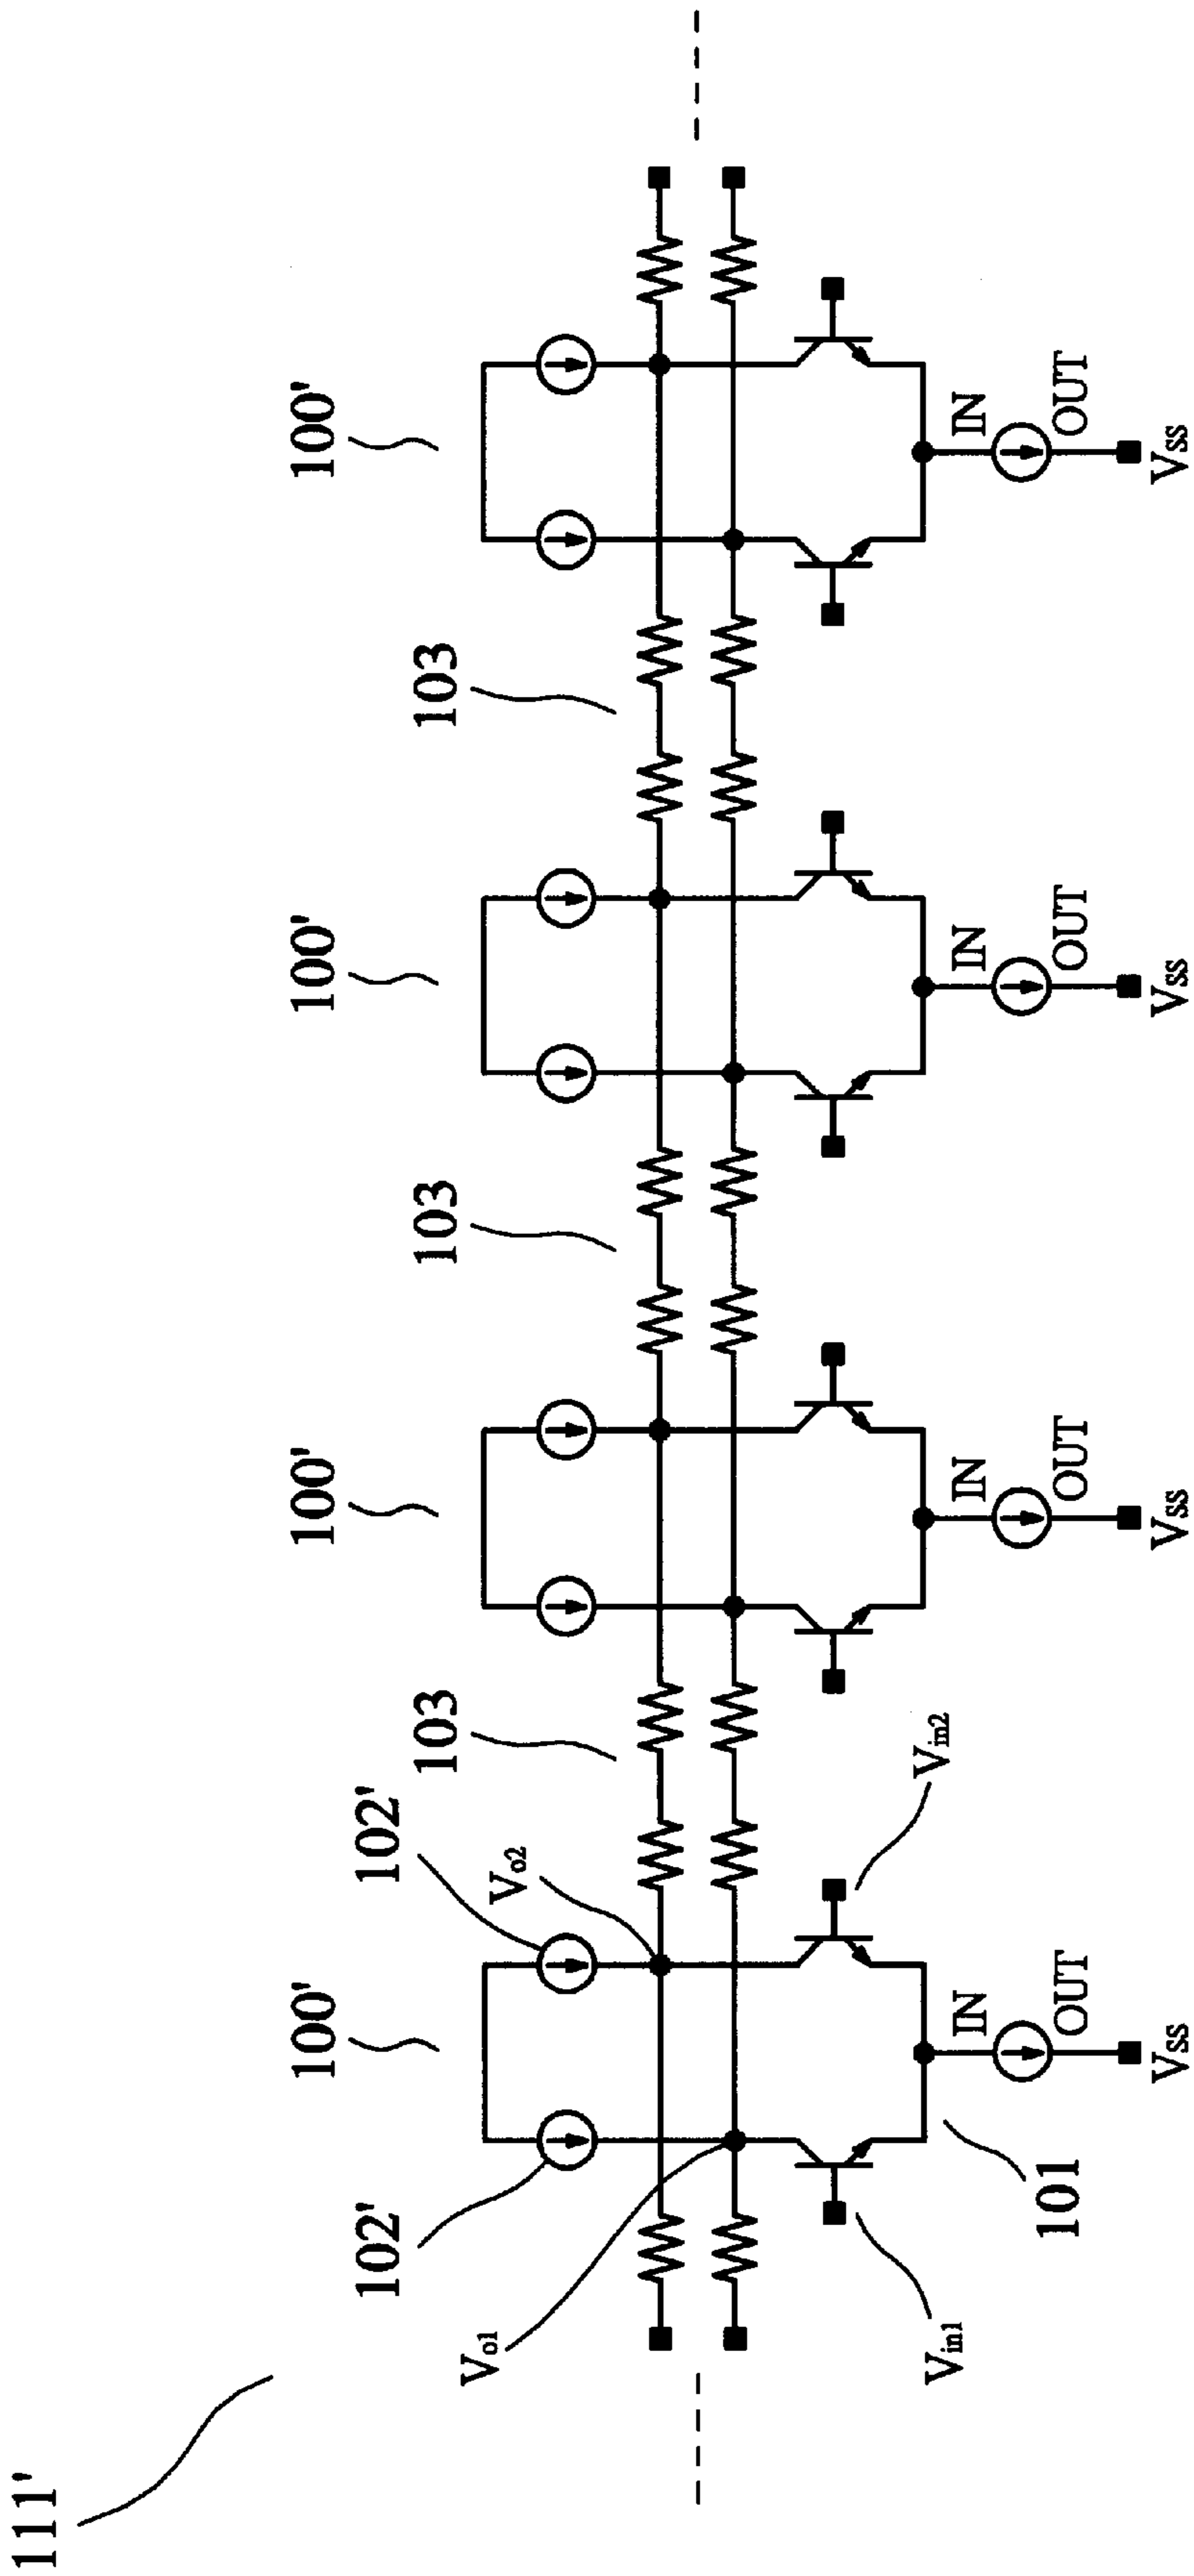 111'
100'
100'
100'
100'
102'
102'
103
103
103
Vo1
Vo2
Vin1
Vin2
IN
IN
IN
IN
101
OUT
OUT
OUT
OUT
VSS
VSS
VSS
VSS